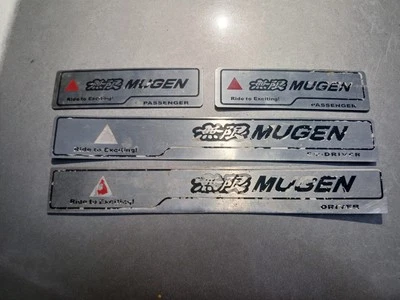 無限 MUGEN
Ride to Exciting!
PASSENGER
無限 MUGEN
Ride to Exciting!
PASSENGER
無限 MUGEN
Ride to Exciting!
CO-DRIVER
無限 MUGEN
Ride to Exciting!
DRIVER